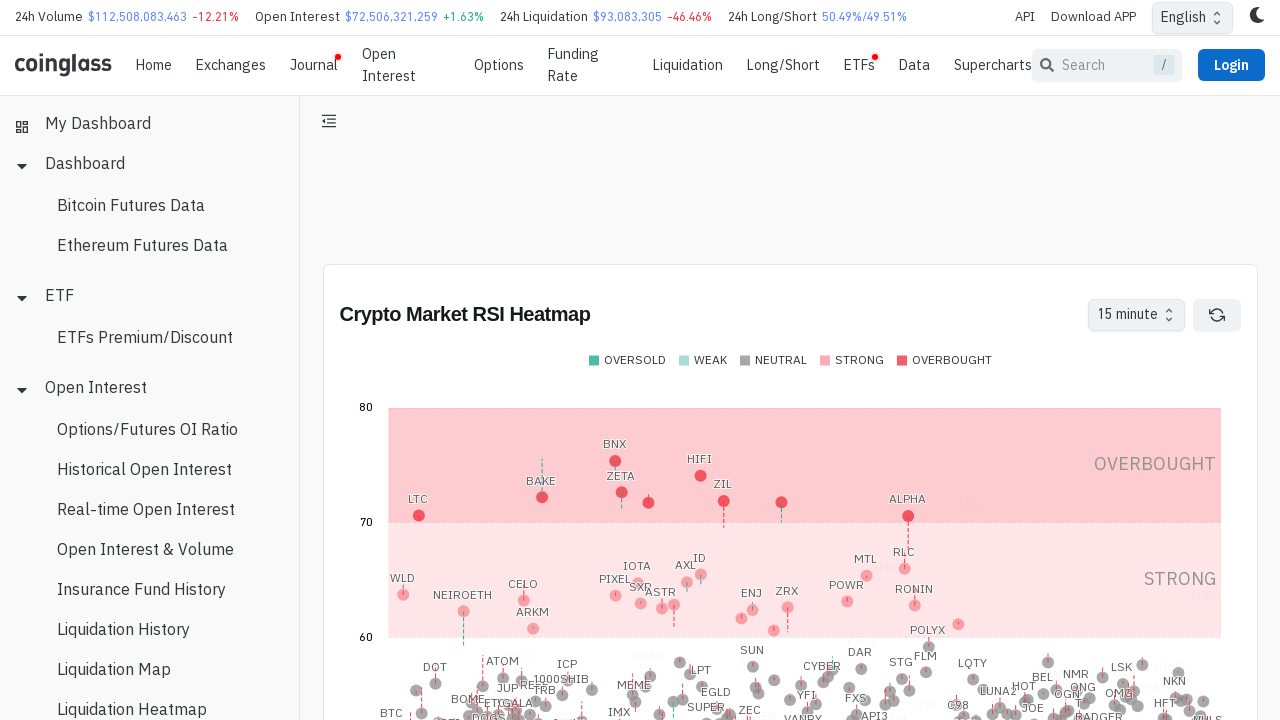 24h Volume $112,508,083,463 -12.21% Open Interest $72,506,321,259 +1.63% 24h Liquidation $93,083,305 -46.46% 24h Long/Short 50.49%/49.51% API Download APP English
coinglass Home Exchanges Journal Open Interest Options Funding Rate Liquidation Long/Short ETFs Data Supercharts Search / Login
My Dashboard
Dashboard
Bitcoin Futures Data
Ethereum Futures Data
ETF
ETFs Premium/Discount
Open Interest
Options/Futures OI Ratio
Historical Open Interest
Real-time Open Interest
Open Interest & Volume
Insurance Fund History
Liquidation History
Liquidation Map
Liquidation Heatmap
Crypto Market RSI Heatmap
15 minute
OVERSOLD WEAK NEUTRAL STRONG OVERBOUGHT
80
BNX
HIFI
OVERBOUGHT
ZETA
BAKE
ZIL
LTC
ALPHA
70
RLC
ID
MTL
AXL
IOTA
WLD
PIXEL
STRONG
CELO
POWR
SXP
RONIN
ASTR
ENJ
ZRX
NEIROETH
ARKM
POLYX
60
SUN
DAR
FLM
ATOM
STG
ICP
LQTY
DOT
CYBER
LSK
LPT
NMR
BEL
1000SHIB
NKN
MEME
HOT
JUP
TRB
EGLD
LUNA2
ONG
OMG
YFI
FXS
BOME
GALA
HFT
SUPER
C98
JOE
ZEC
IMX
BTC
API3
BADGER